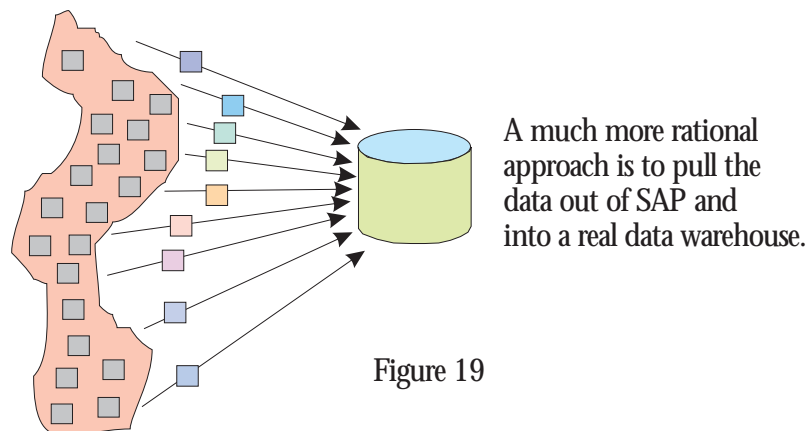 A much more rational
approach is to pull the
data out of SAP and
into a real data warehouse.
Figure 19